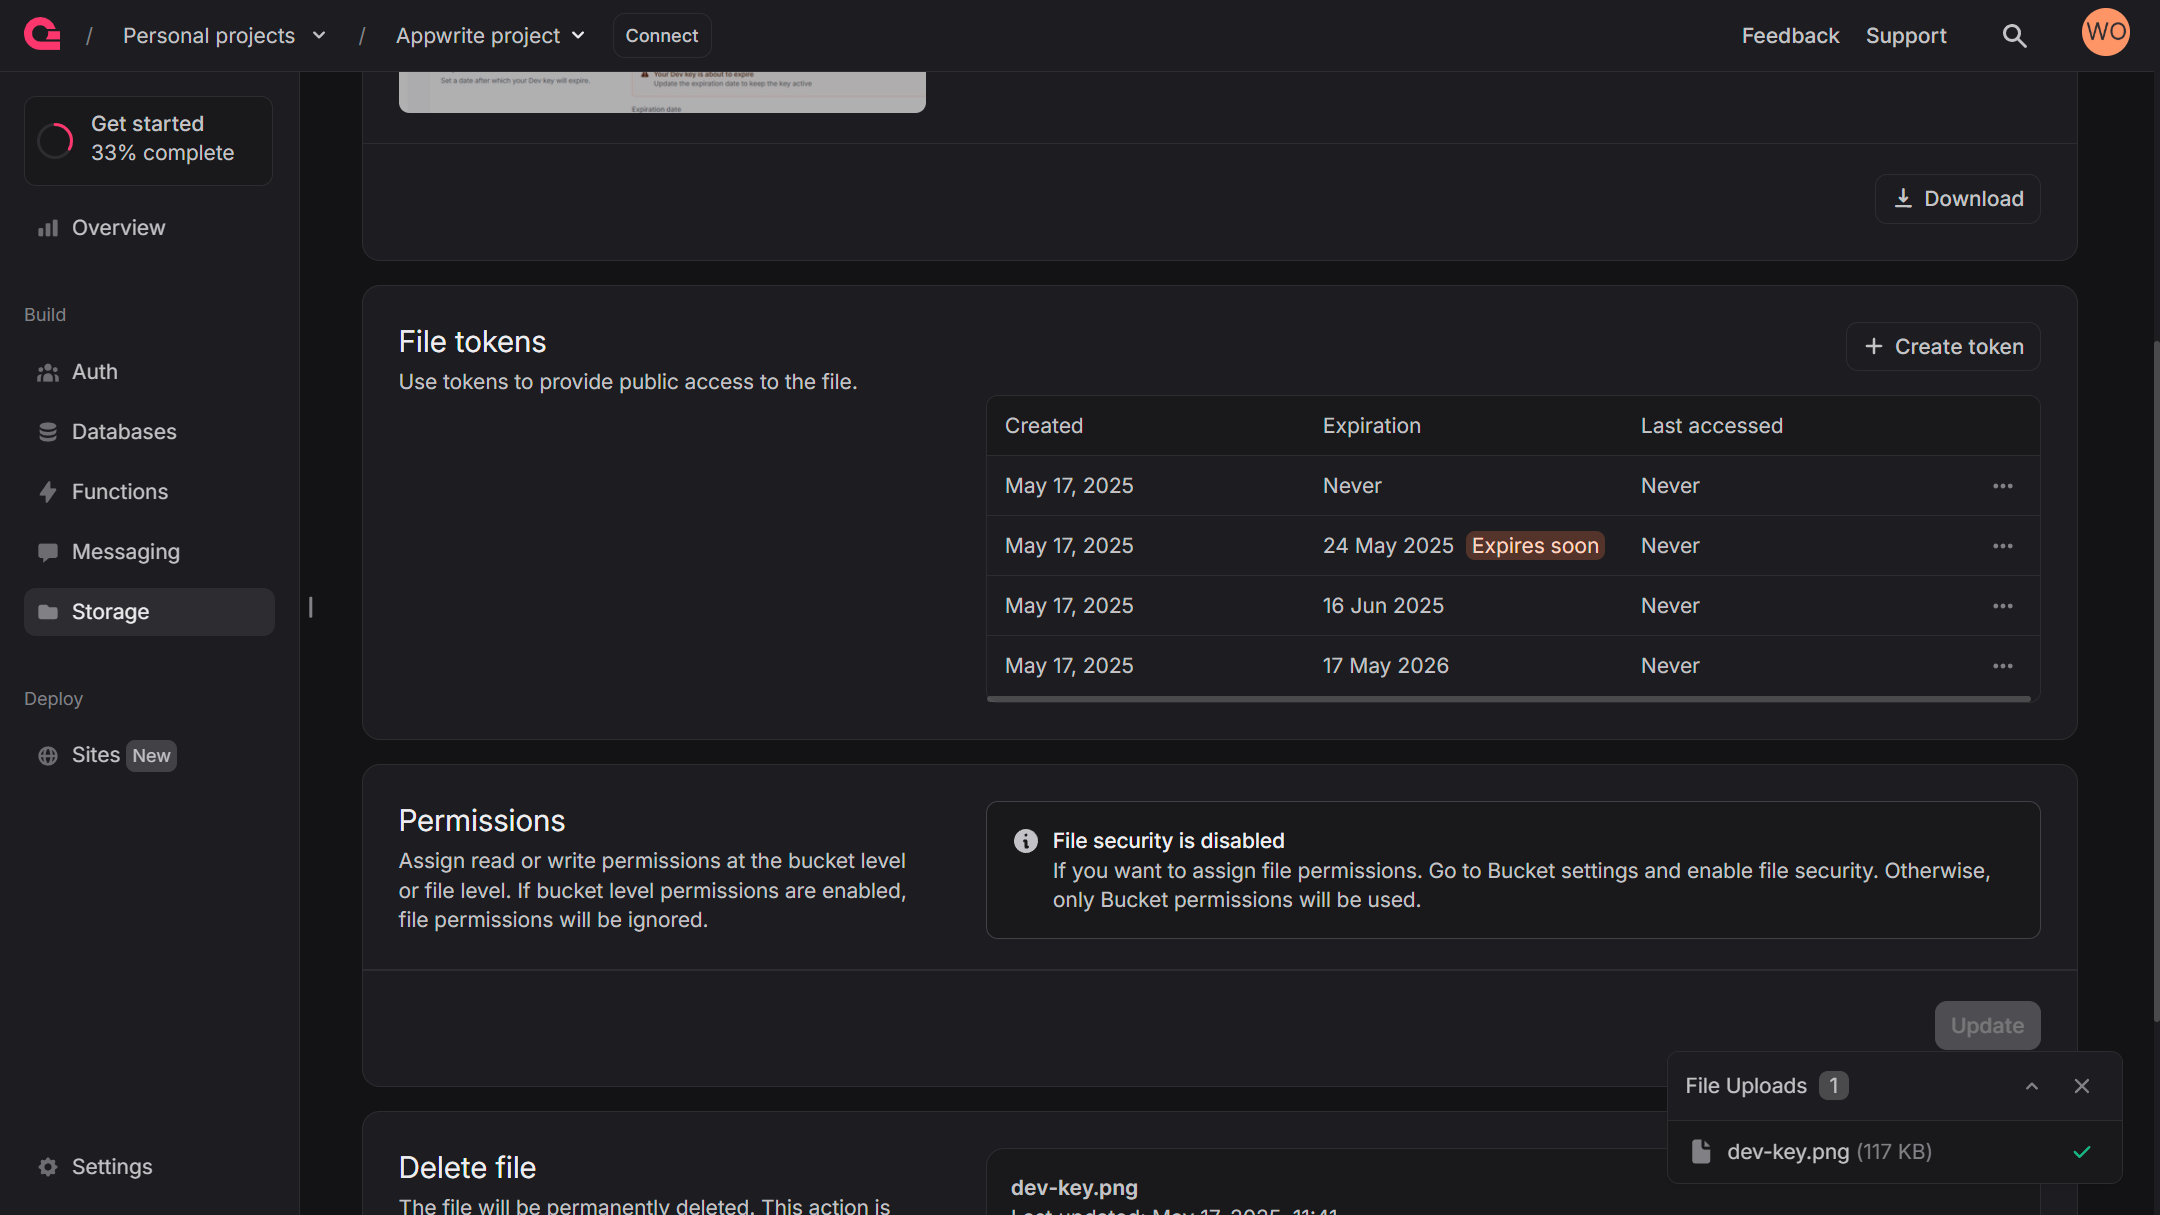 / Personal projects / Appwrite project Connect Feedback Support WO
Set a date after which your Dev key will expire.
Your Dev key is about to expire
Update the expiration date to keep the key active
Expiration date
Get started
33% complete
Download
Overview
Build
Auth
Databases
Functions
Messaging
Storage
Deploy
Sites New
Settings
File tokens
Use tokens to provide public access to the file.
+ Create token
Created Expiration Last accessed
May 17, 2025 Never Never
May 17, 2025 24 May 2025 Expires soon Never
May 17, 2025 16 Jun 2025 Never
May 17, 2025 17 May 2026 Never
Permissions
Assign read or write permissions at the bucket level
or file level. If bucket level permissions are enabled,
file permissions will be ignored.
File security is disabled
If you want to assign file permissions. Go to Bucket settings and enable file security. Otherwise,
only Bucket permissions will be used.
Update
Delete file
The file will be permanently deleted. This action is
dev-key.png
Last updated: May 17, 2025, 11:41
File Uploads 1
dev-key.png (117 KB)